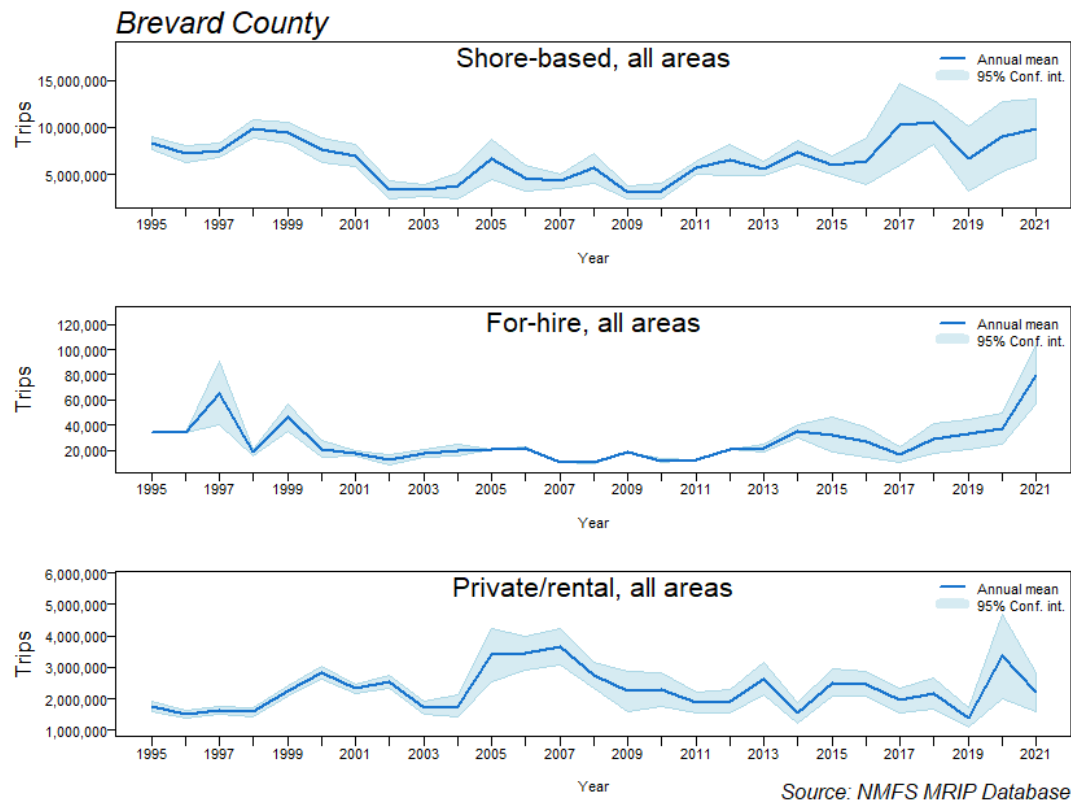 Brevard County
Shore-based, all areas
Annual mean
95% Conf. int.
Trips
15,000,000
10,000,000
5,000,000
1995 1997 1999 2001 2003 2005 2007 2009 2011 2013 2015 2017 2019 2021
Year
For-hire, all areas
Annual mean
95% Conf. int.
Trips
120,000
100,000
80,000
60,000
40,000
20,000
1995 1997 1999 2001 2003 2005 2007 2009 2011 2013 2015 2017 2019 2021
Year
Private/rental, all areas
Annual mean
95% Conf. int.
Trips
6,000,000
5,000,000
4,000,000
3,000,000
2,000,000
1,000,000
1995 1997 1999 2001 2003 2005 2007 2009 2011 2013 2015 2017 2019 2021
Year
Source: NMFS MRIP Database